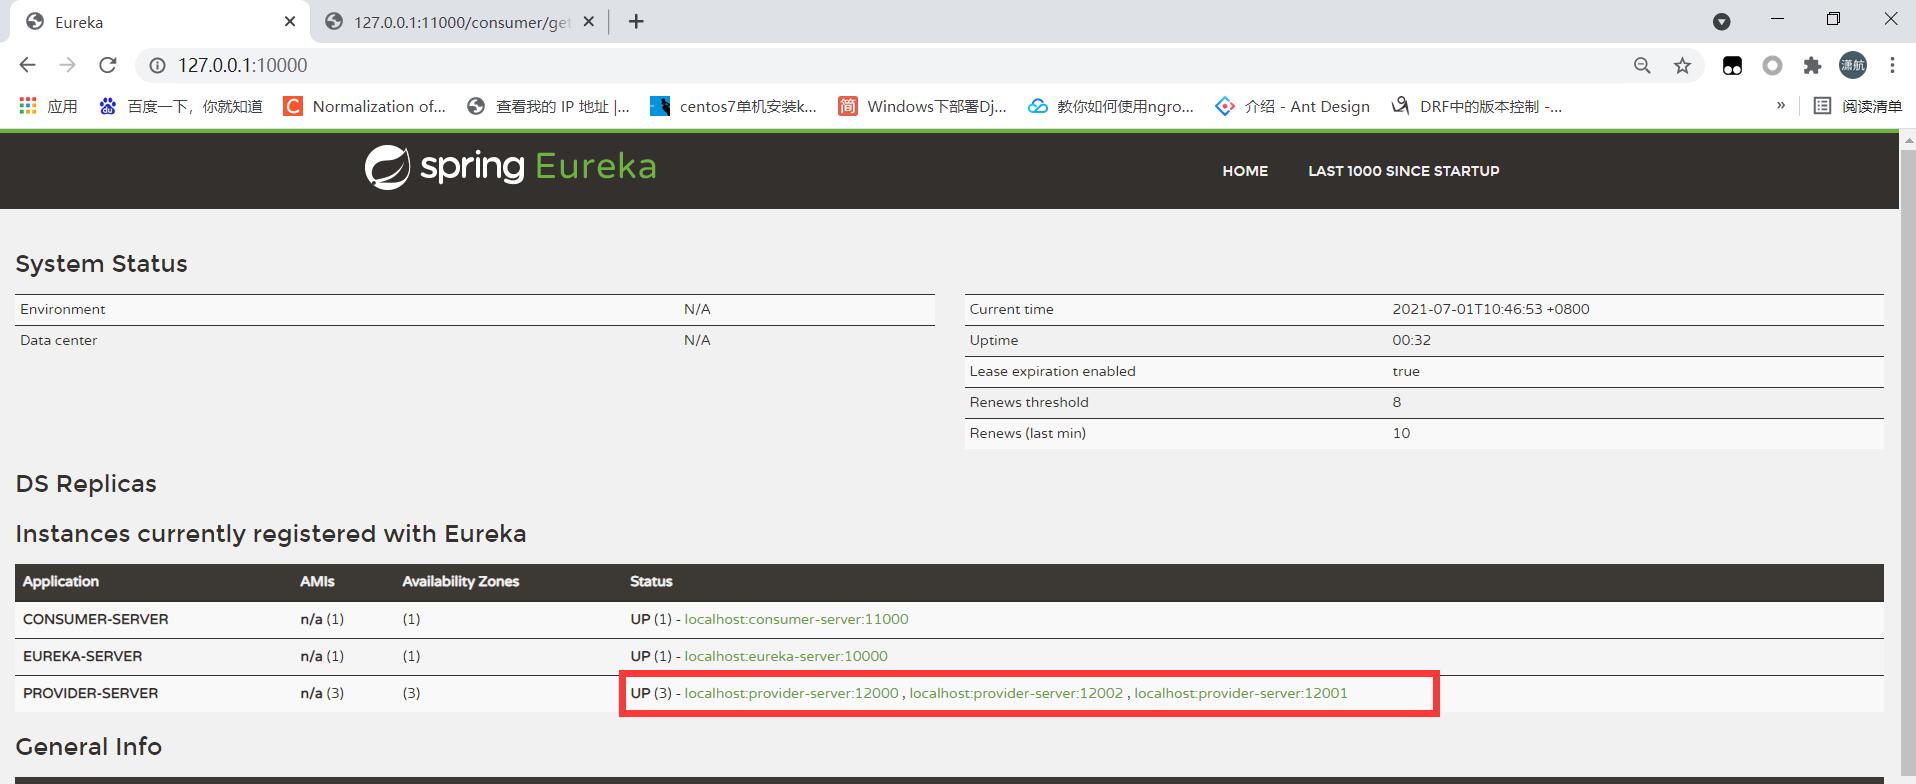 Eureka
127.0.0.1:11000/consumer/get
127.0.0.1:10000
潇航
应用
百度一下，你就知道
Normalization of...
查看我的 IP 地址 |...
centos7单机安装k...
简
Windows下部署Dj...
教你如何使用ngro...
介绍 - Ant Design
DRF中的版本控制 -...
»
阅读清单
spring Eureka
HOME
LAST 1000 SINCE STARTUP
System Status
Environment N/A
Data center N/A
Current time 2021-07-01T10:46:53 +0800
Uptime 00:32
Lease expiration enabled true
Renews threshold 8
Renews (last min) 10
DS Replicas
Instances currently registered with Eureka
Application AMIs Availability Zones Status
CONSUMER-SERVER n/a (1) (1) UP (1) - localhost:consumer-server:11000
EUREKA-SERVER n/a (1) (1) UP (1) - localhost:eureka-server:10000
PROVIDER-SERVER n/a (3) (3) UP (3) - localhost:provider-server:12000 , localhost:provider-server:12002 , localhost:provider-server:12001
General Info